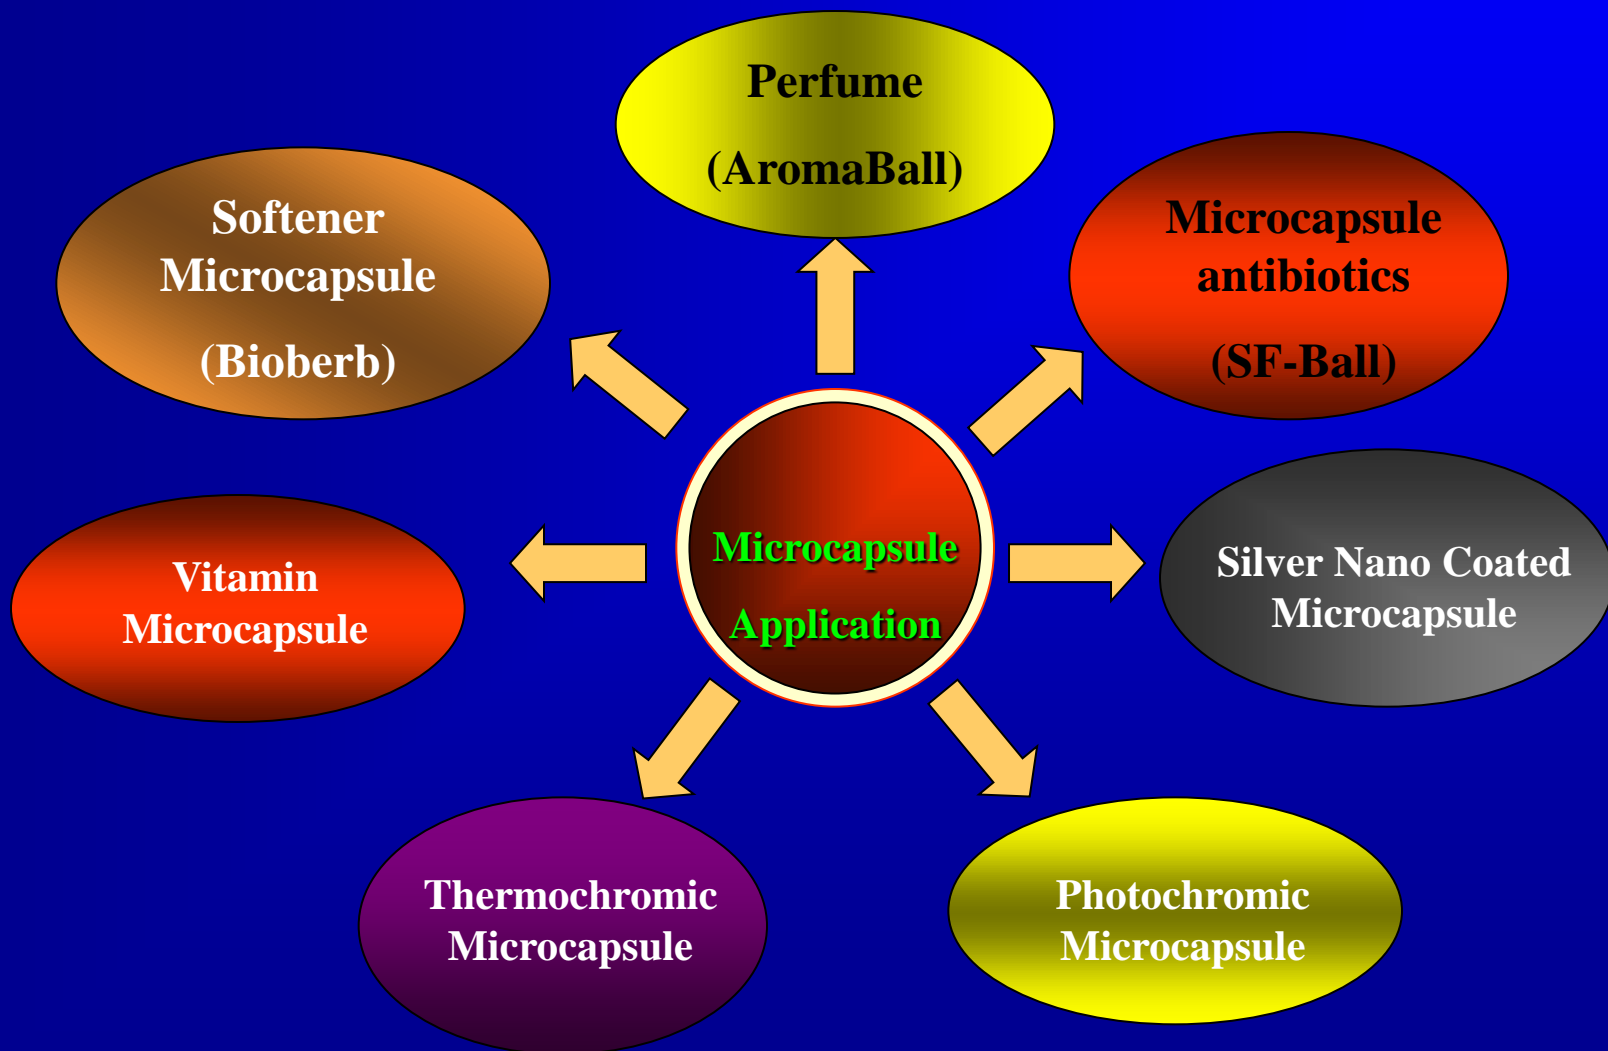 Perfume
(AromaBall)
Softener
Microcapsule
(Bioberb)
Microcapsule
antibiotics
(SF-Ball)
Microcapsule
Application
Vitamin
Microcapsule
Silver Nano Coated
Microcapsule
Thermochromic
Microcapsule
Photochromic
Microcapsule